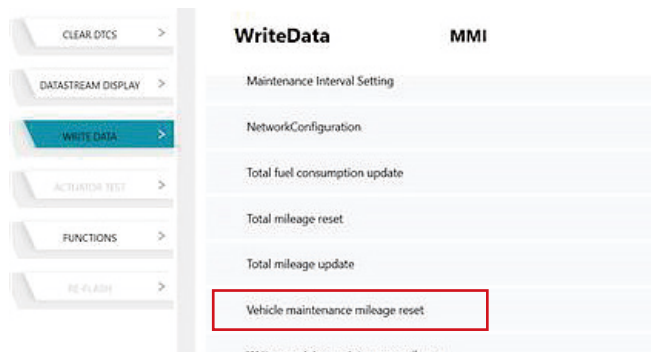 CLEAR DTCS >
DATASTREAM DISPLAY >
WRITE DATA >
ACTUATOR TEST >
FUNCTIONS >
RE-FLASH >
WriteData MMI
Maintenance Interval Setting
NetworkConfiguration
Total fuel consumption update
Total mileage reset
Total mileage update
Vehicle maintenance mileage reset